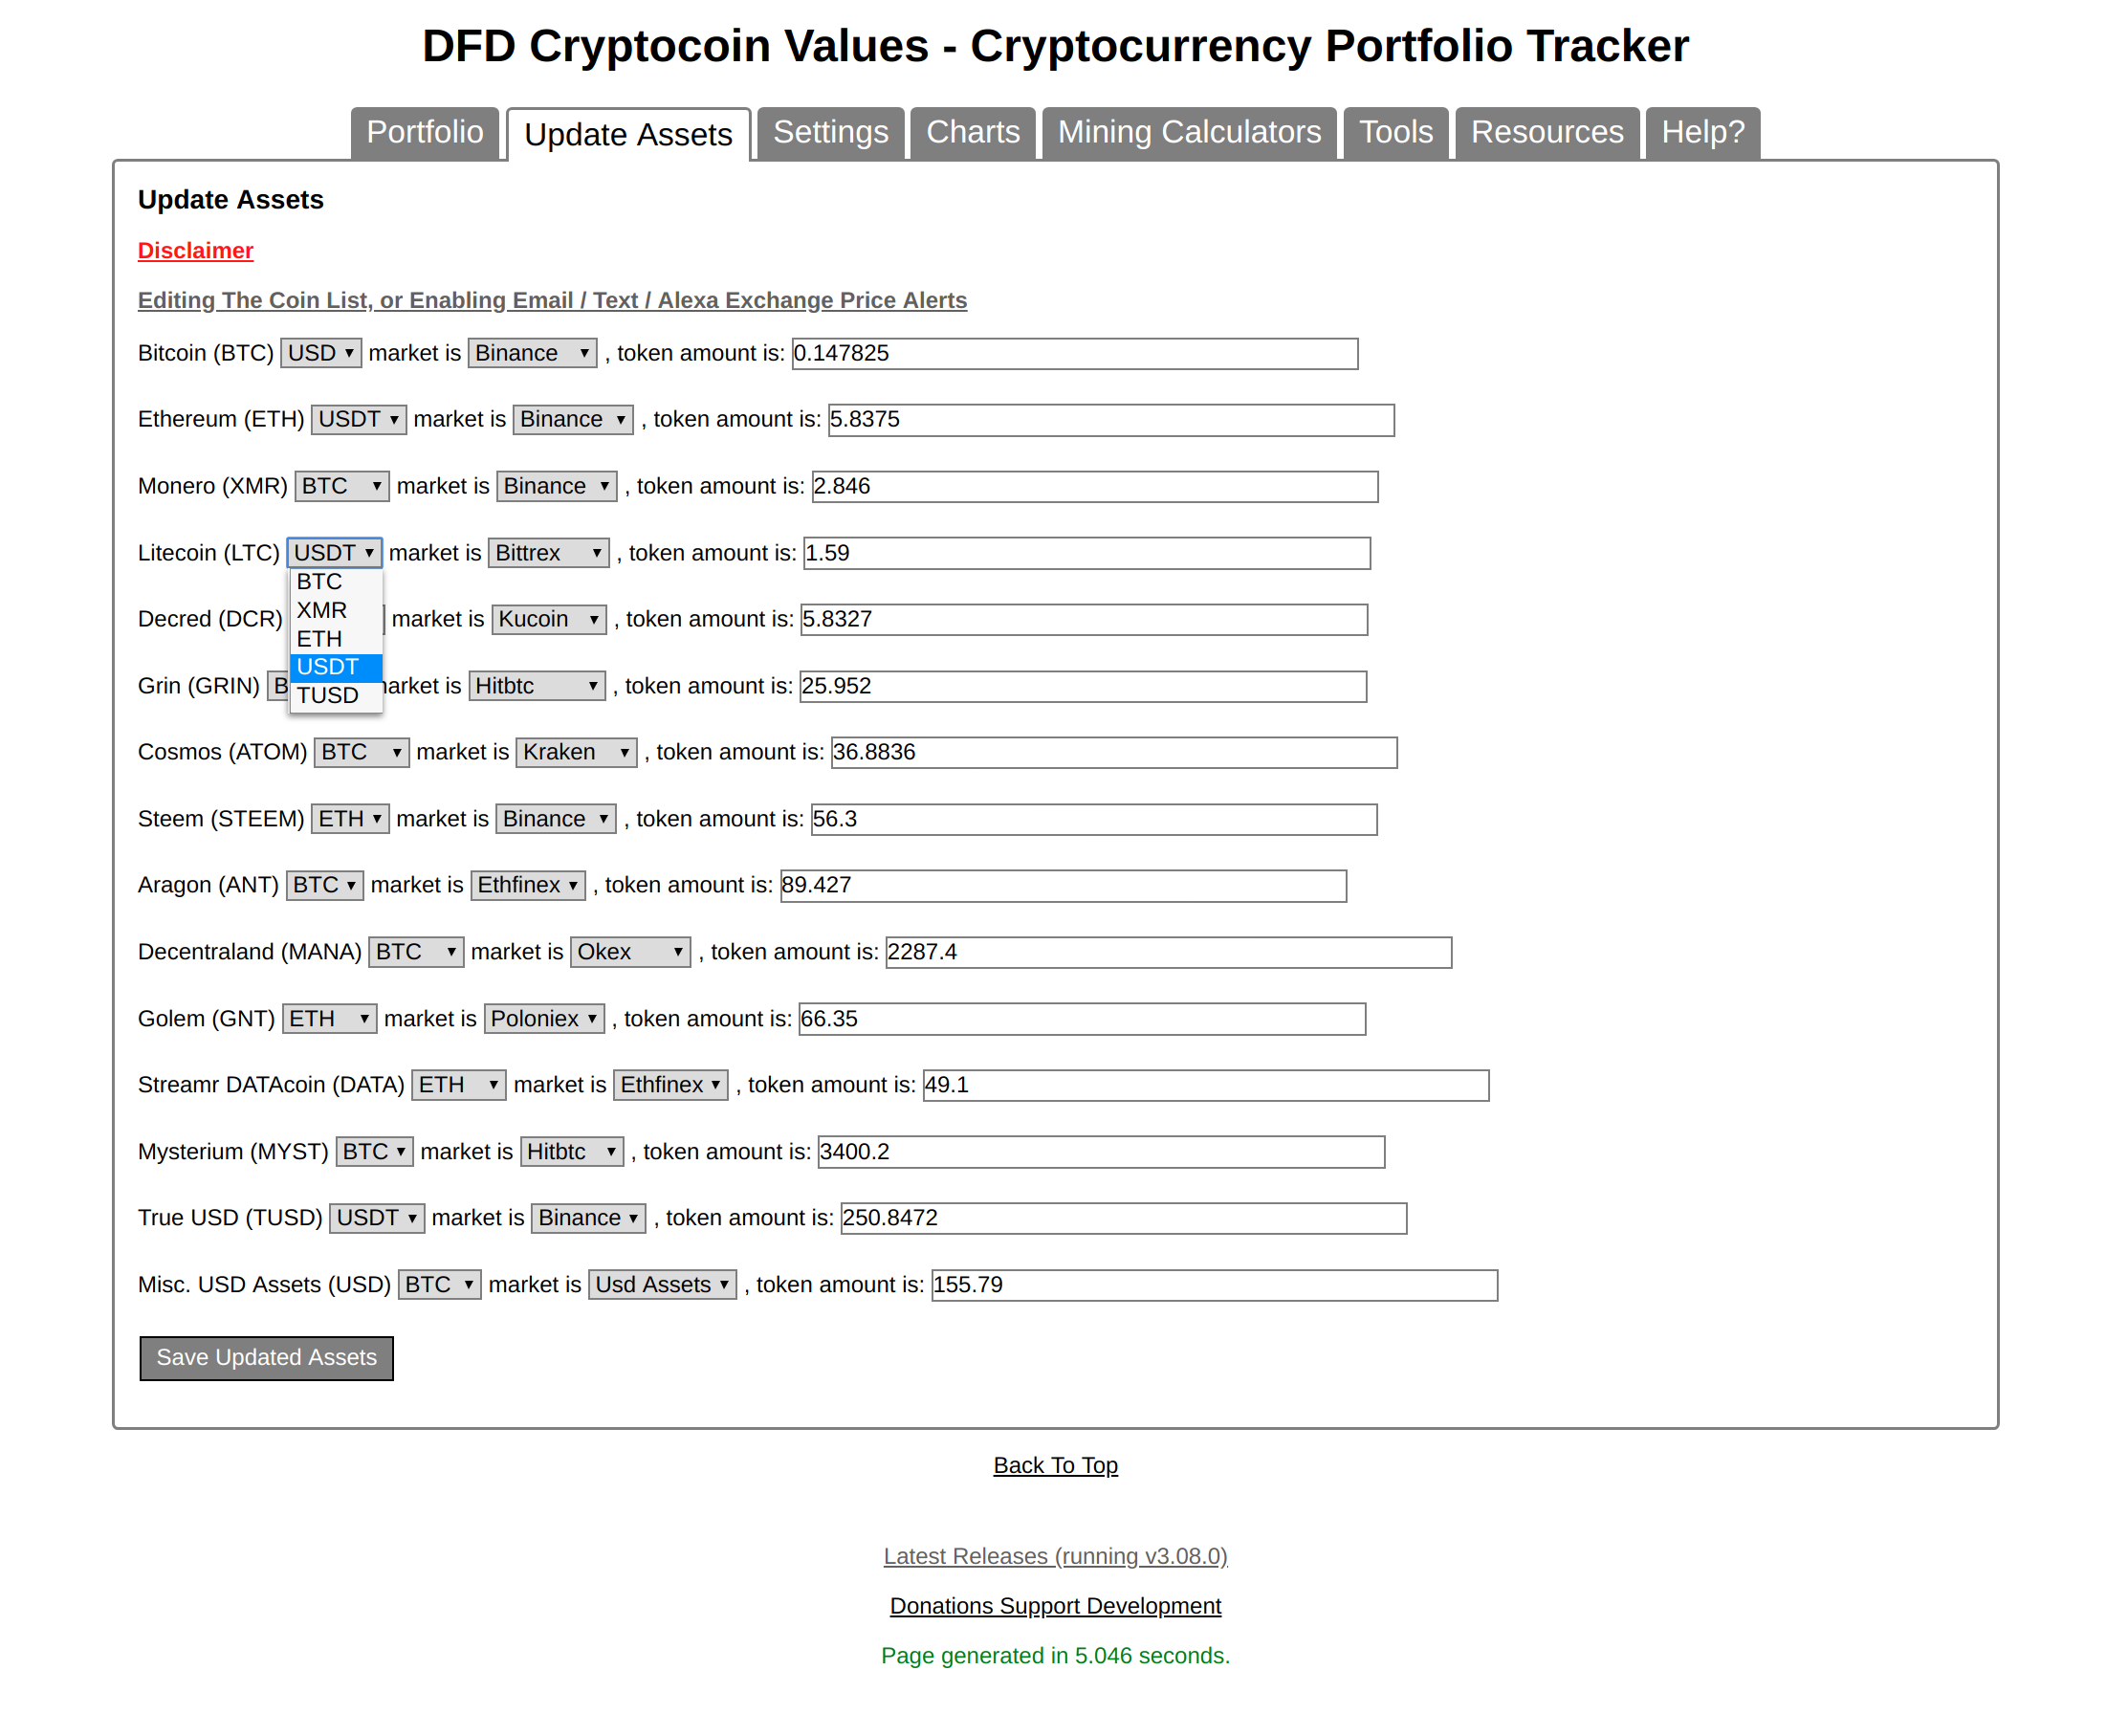 DFD Cryptocoin Values - Cryptocurrency Portfolio Tracker
Portfolio Update Assets Settings Charts Mining Calculators Tools Resources Help?
Update Assets
Disclaimer
Editing The Coin List, or Enabling Email / Text / Alexa Exchange Price Alerts
Bitcoin (BTC) USD market is Binance , token amount is: 0.147825
Ethereum (ETH) USDT market is Binance , token amount is: 5.8375
Monero (XMR) BTC market is Binance , token amount is: 2.846
Litecoin (LTC) USDT market is Bittrex , token amount is: 1.59
BTC
XMR
ETH
USDT
TUSD
Decred (DCR) market is Kucoin , token amount is: 5.8327
Grin (GRIN) market is Hitbtc , token amount is: 25.952
Cosmos (ATOM) BTC market is Kraken , token amount is: 36.8836
Steem (STEEM) ETH market is Binance , token amount is: 56.3
Aragon (ANT) BTC market is Ethfinex , token amount is: 89.427
Decentraland (MANA) BTC market is Okex , token amount is: 2287.4
Golem (GNT) ETH market is Poloniex , token amount is: 66.35
Streamr DATAcoin (DATA) ETH market is Ethfinex , token amount is: 49.1
Mysterium (MYST) BTC market is Hitbtc , token amount is: 3400.2
True USD (TUSD) USDT market is Binance , token amount is: 250.8472
Misc. USD Assets (USD) BTC market is Usd Assets , token amount is: 155.79
Save Updated Assets
Back To Top
Latest Releases (running v3.08.0)
Donations Support Development
Page generated in 5.046 seconds.